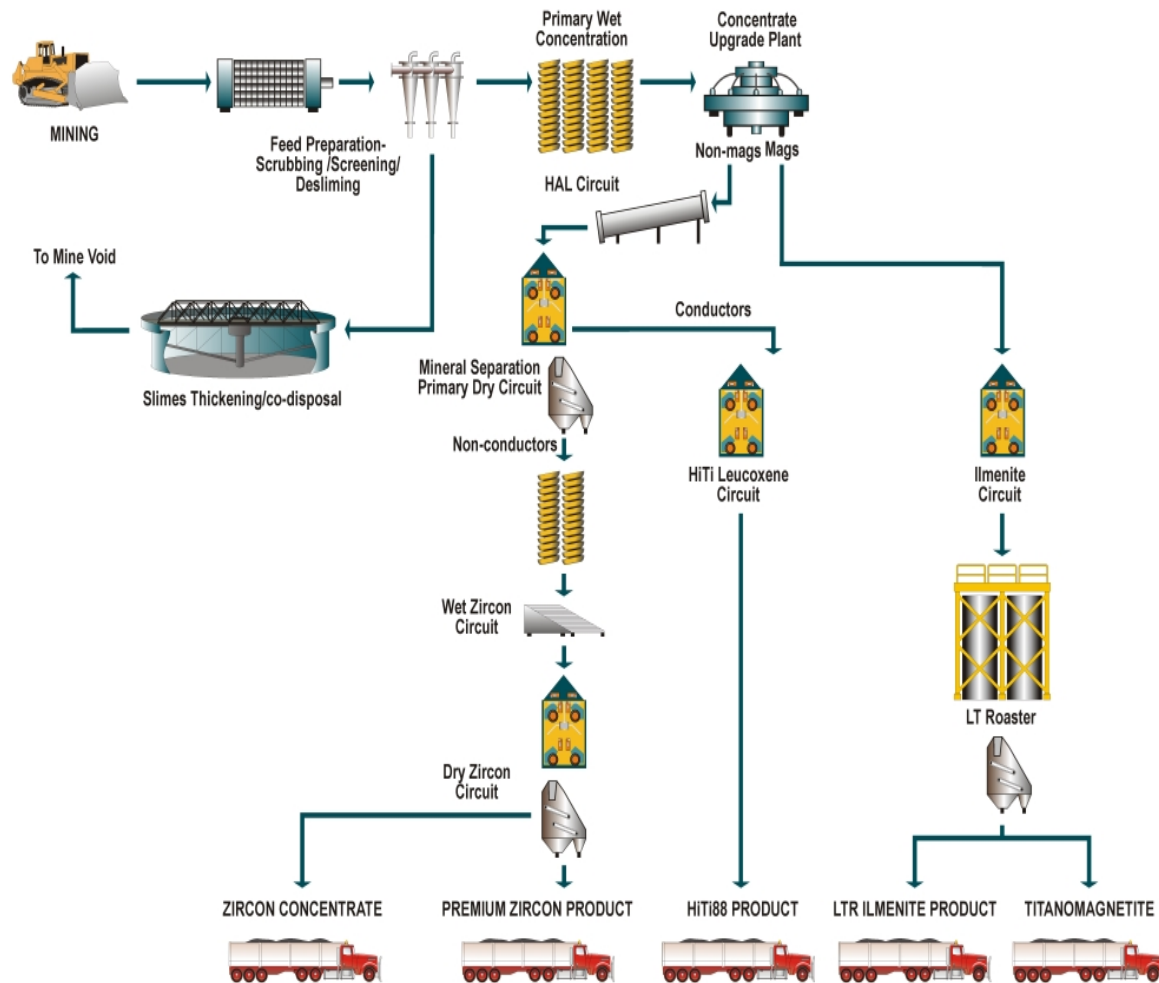 Primary Wet
Concentration
Concentrate
Upgrade Plant
MINING
Feed Preparation-
Scrubbing /Screening/
Desliming
Non-mags Mags
HAL Circuit
To Mine Void
Conductors
Mineral Separation
Primary Dry Circuit
Slimes Thickening/co-disposal
Non-conductors
HiTi Leucoxene
Circuit
Ilmenite
Circuit
Wet Zircon
Circuit
LT Roaster
Dry Zircon
Circuit
ZIRCON CONCENTRATE
PREMIUM ZIRCON PRODUCT
HiTi88 PRODUCT
LTR ILMENITE PRODUCT
TITANOMAGNETITE